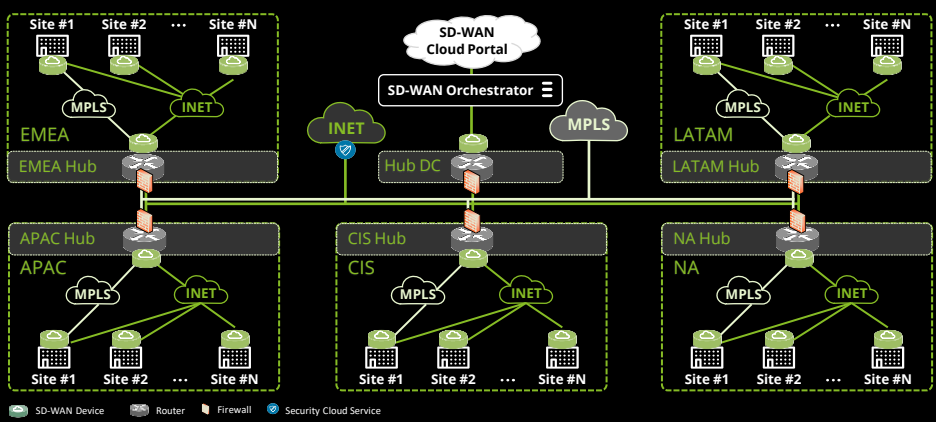 Site #1 Site #2 ... Site #N
MPLS INET
EMEA
EMEA Hub
SD-WAN
Cloud Portal
SD-WAN Orchestrator
INET
MPLS
Hub DC
Site #1 Site #2 ... Site #N
MPLS INET
LATAM
LATAM Hub
APAC Hub
APAC
MPLS INET
Site #1 Site #2 ... Site #N
CIS Hub
CIS
MPLS INET
Site #1 Site #2 ... Site #N
NA Hub
NA
MPLS INET
Site #1 Site #2 ... Site #N
SD-WAN Device Router Firewall Security Cloud Service